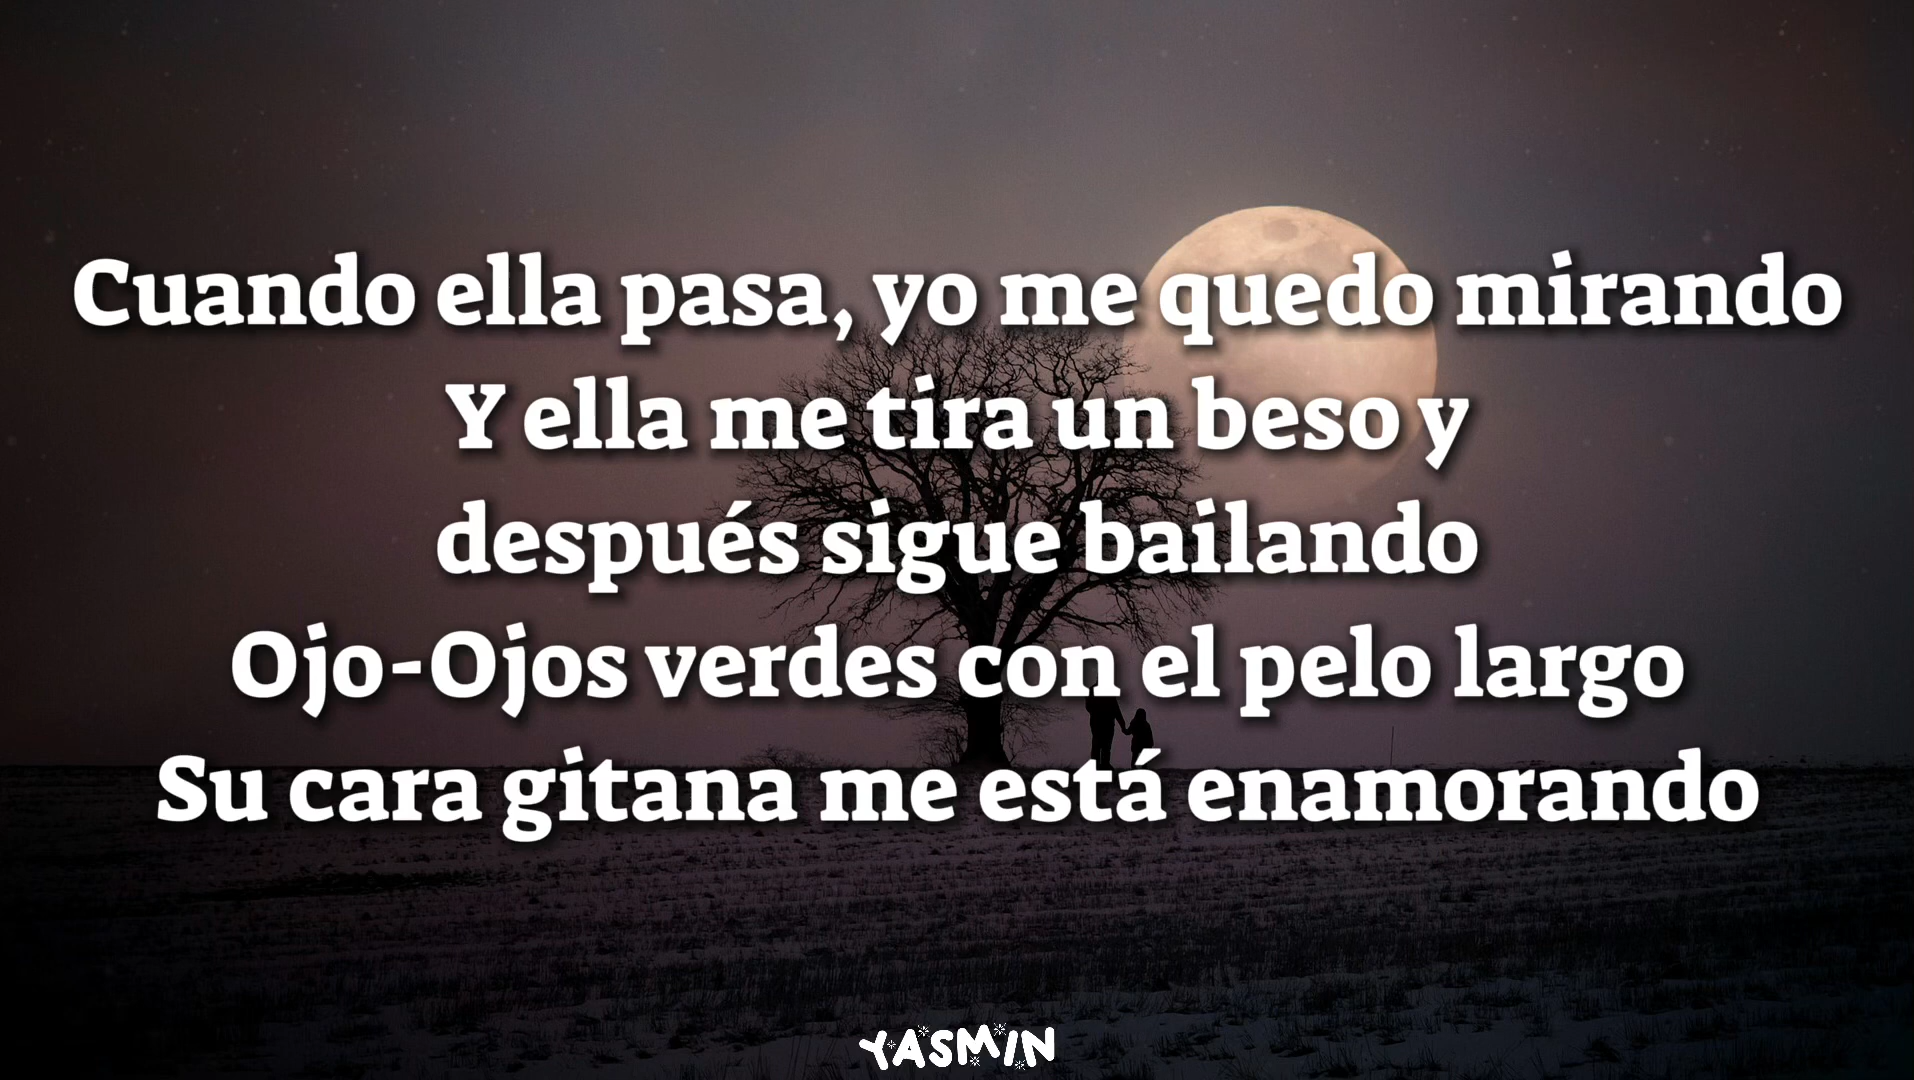 Cuando ella pasa, yo me quedo mirando
Y ella me tira un beso y
después sigue bailando
Ojo-Ojos verdes con el pelo largo
Su cara gitana me está enamorando
YASMIN